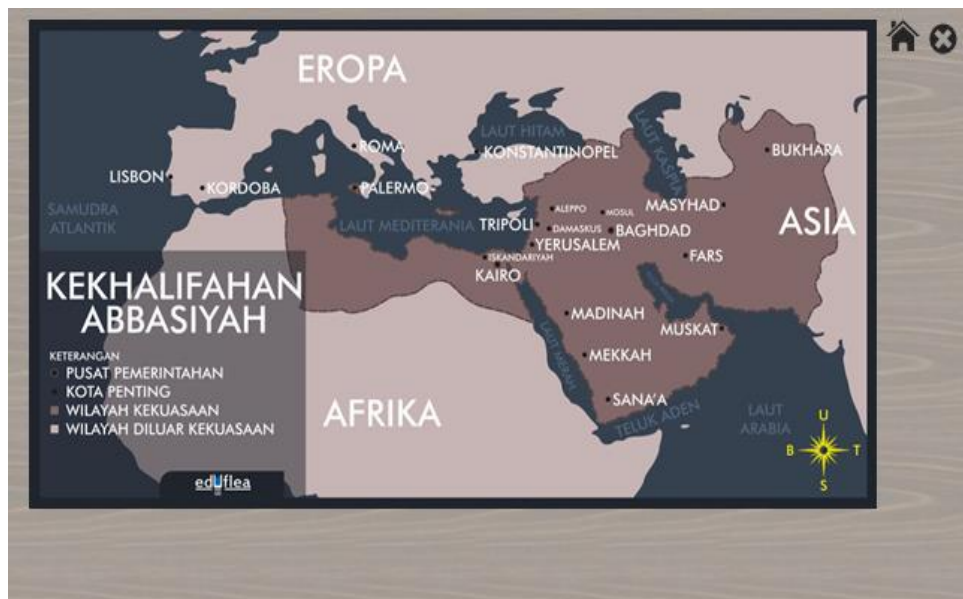 EROPA
LAUT HITAM
KONSTANTINOPEL
LAUT KASPIA
BUKHARA
ROMA
LISBON
KORDOBA
PALERMO
SAMUDRA
ATLANTIK
LAUT MEDITERANIA
TRIPOLI
ALEPPO
MOSUL
MASYHAD
ASIA
DAMASKUS
BAGHDAD
YERUSALEM
ISKANDARIYAH
KAIRO
FARS
KEKHALIFAHAN
ABBASIYAH
MADINAH
MUSKAT
LAUT MERAH
MEKKAH
KETERANGAN
PUSAT PEMERINTAHAN
KOTA PENTING
WILAYAH KEKUASAAN
WILAYAH DILUAR KEKUASAAN
AFRIKA
SANA'A
TELUK ADEN
LAUT
ARABIA
U
B
T
S
eduflea